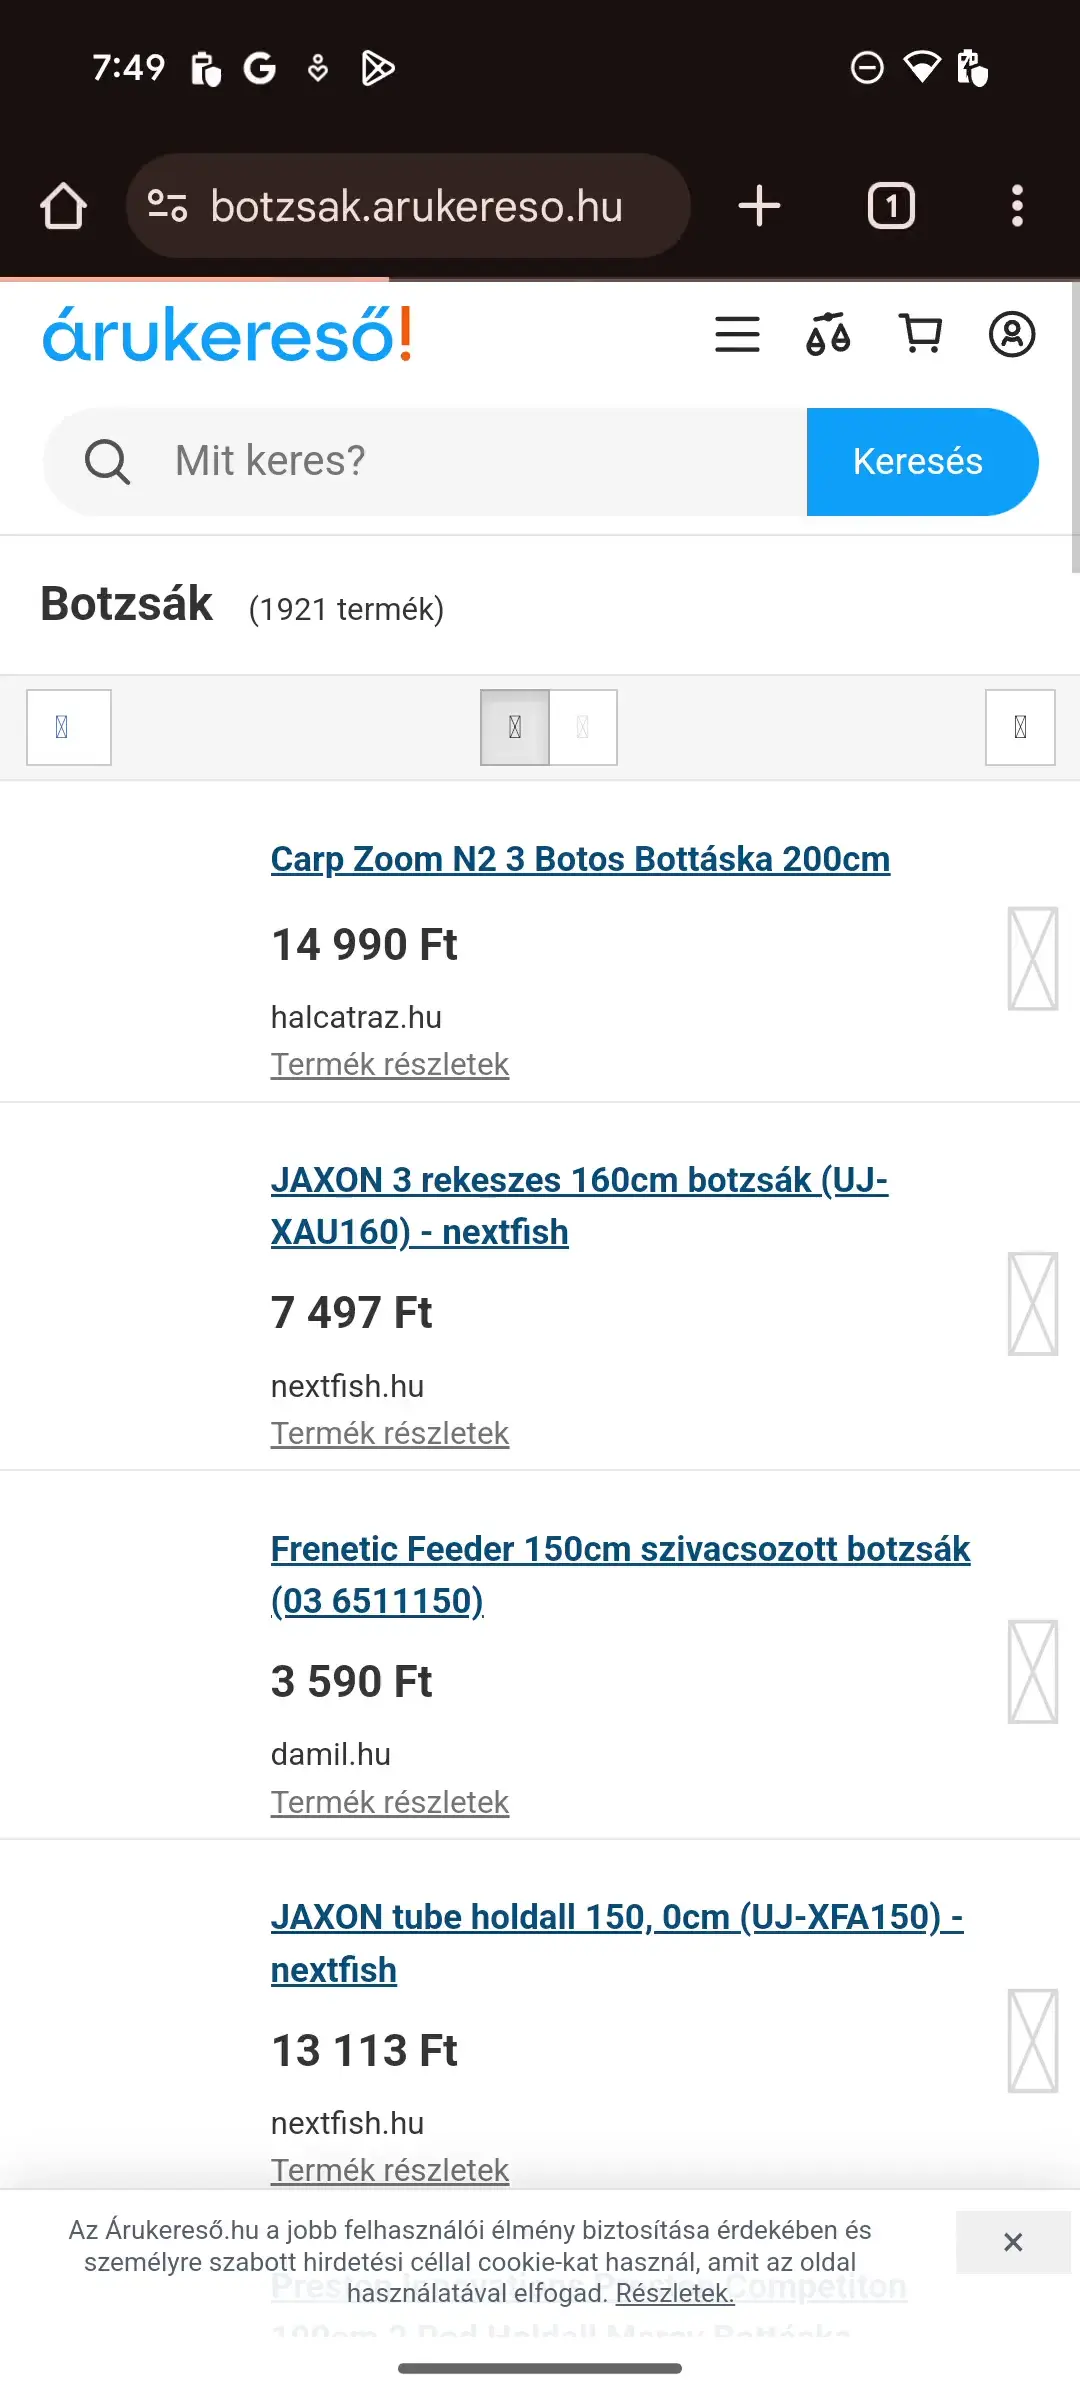 7:49
botzsak.arukereso.hu
1
árukereső!
Mit keres?
Keresés
Botzsák (1921 termék)
Carp Zoom N2 3 Botos Bottáska 200cm
14 990 Ft
halcatraz.hu
Termék részletek
JAXON 3 rekeszes 160cm botzsák (UJ-
XAU160) - nextfish
7 497 Ft
nextfish.hu
Termék részletek
Frenetic Feeder 150cm szivacsozott botzsák
(03 6511150)
3 590 Ft
damil.hu
Termék részletek
JAXON tube holdall 150, 0cm (UJ-XFA150) -
nextfish
13 113 Ft
nextfish.hu
Termék részletek
Az Árukereső.hu a jobb felhasználói élmény biztosítása érdekében és
személyre szabott hirdetési céllal cookie-kat használ, amit az oldal
használatával elfogad. Részletek.